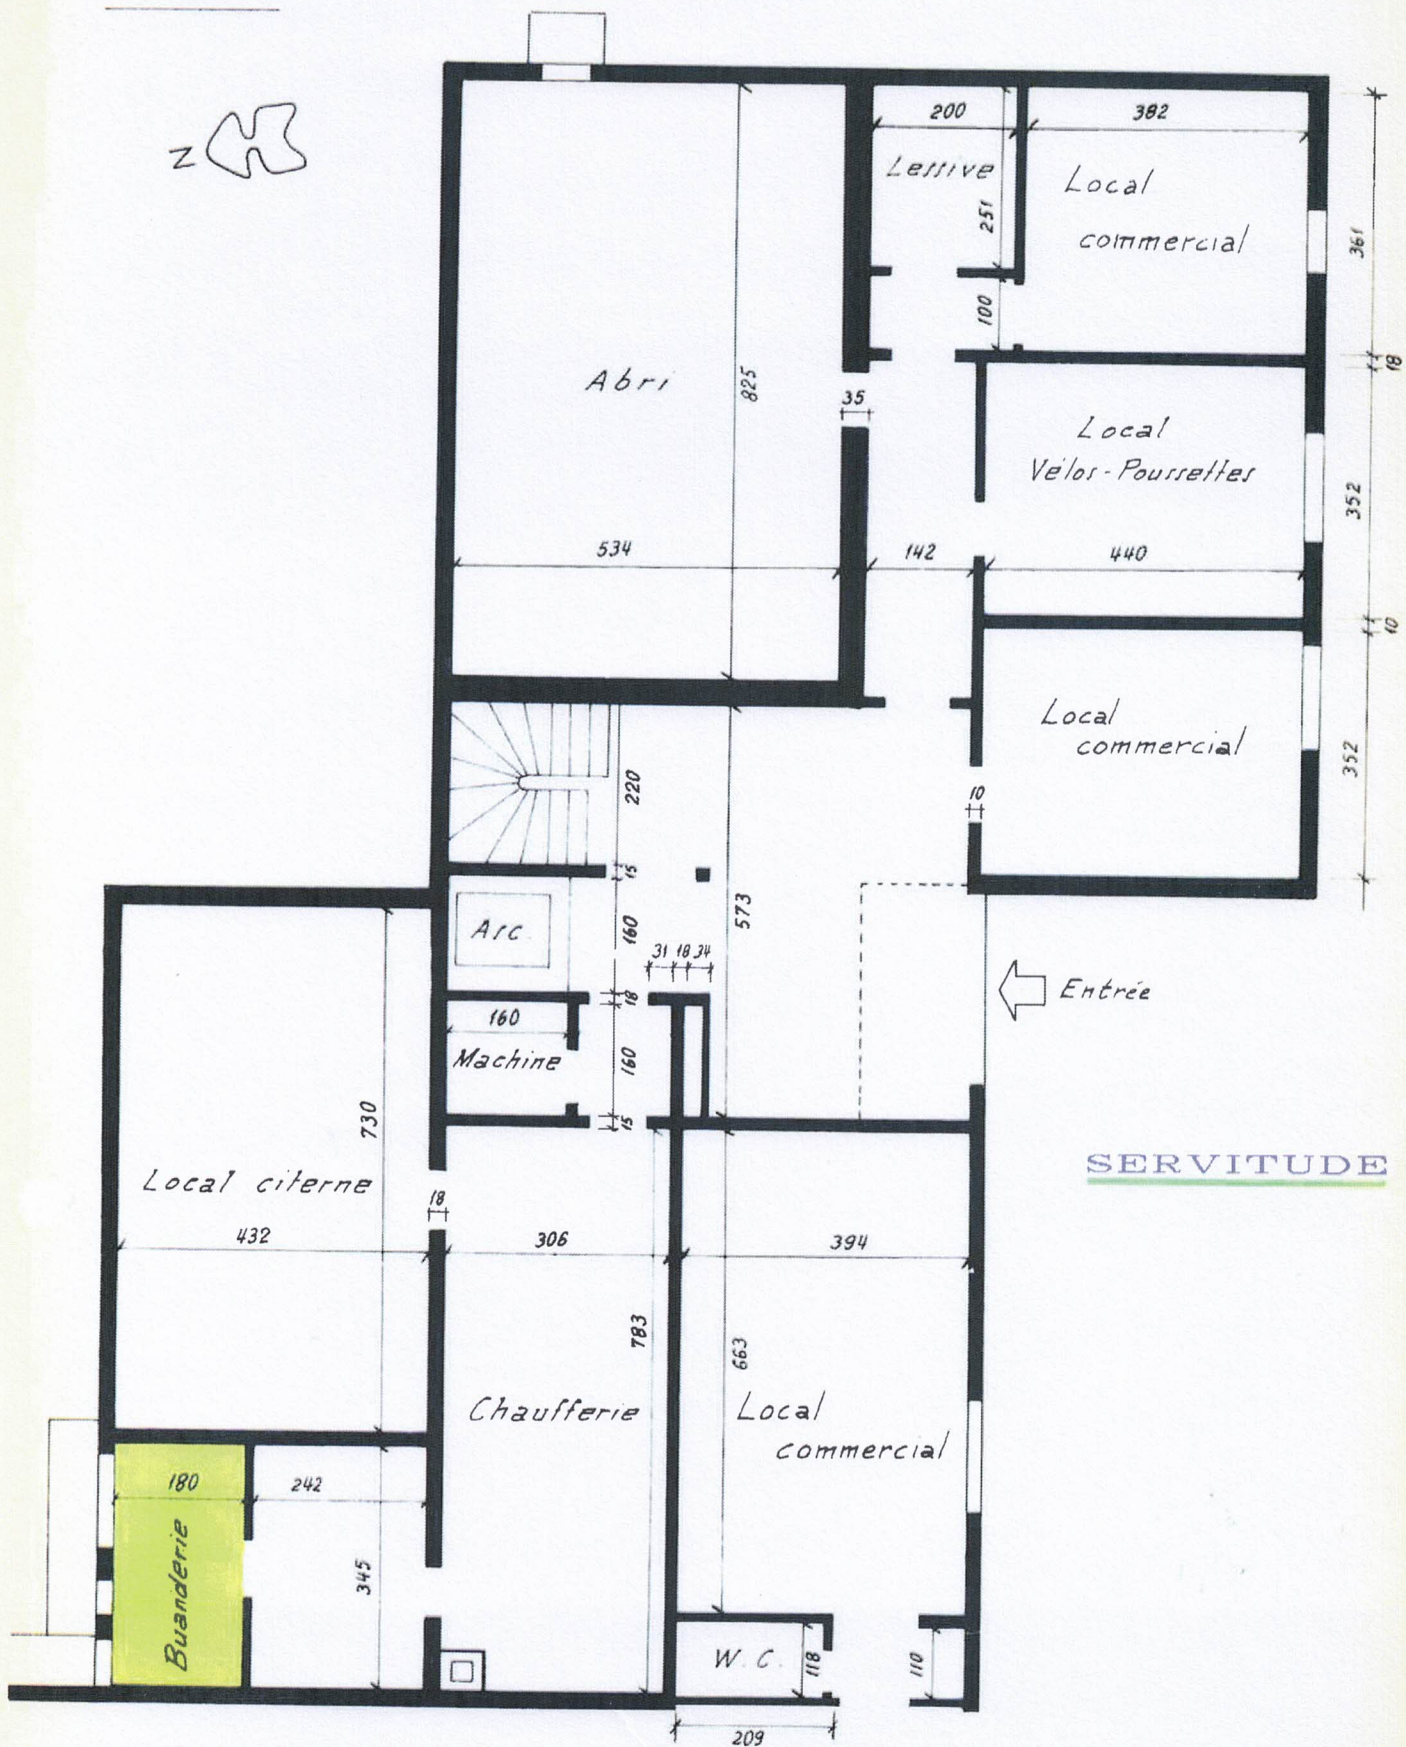 N
200
382
Lessive
Local
commercial
251
361
100
18
Abri
825
35
Local
Vélos-Poussettes
352
534
142
440
10
Local
commercial
352
220
10
15
573
Asc.
160
31 18 34
Entrée
18
160
Machine
160
15
730
SERVITUDE
Local citerne
18
432
306
394
783
663
Chaufferie
Local
commercial
180
242
345
Buanderie
W.C.
118
110
209